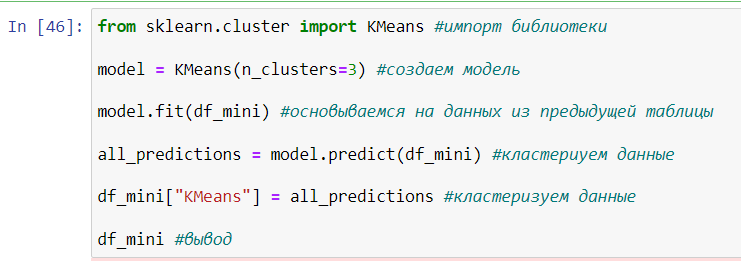 In [46]: from sklearn.cluster import KMeans #импорт библиотеки
model = KMeans(n_clusters=3) #создаем модель
model.fit(df_mini) #основываемся на данных из предыдущей таблицы
all_predictions = model.predict(df_mini) #кластериуем данные
df_mini["KMeans"] = all_predictions #кластеризуем данные
df_mini #вывод